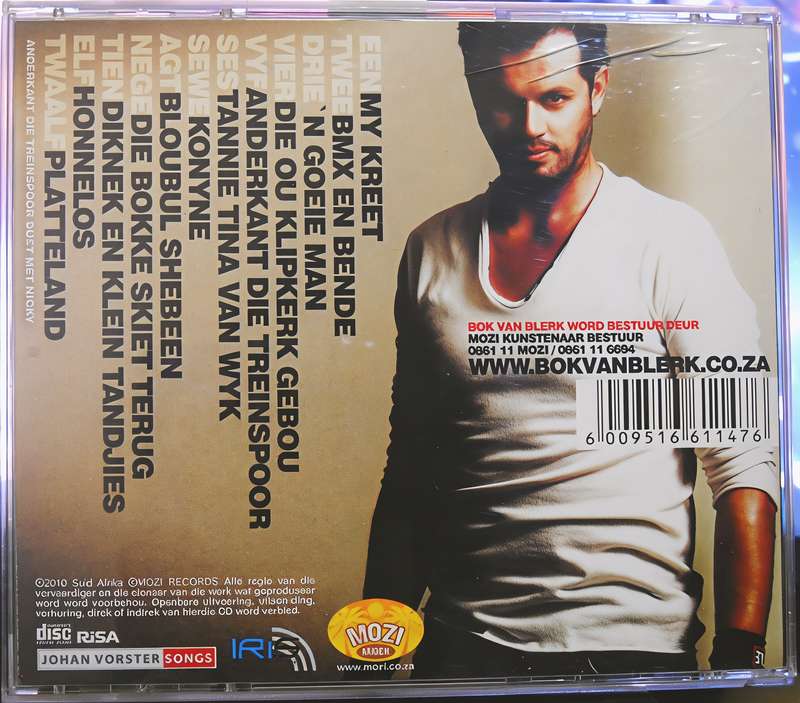 EEN MY KREET
TWEE BMX EN BENDE
DRIE 'N GOEIE MAN
VIER DIE OU KLIPKERK GEBOU
VYF ANDERKANT DIE TREINSPOOR
SES TANNIE TINA VAN WYK
SEWE KONYNE
AGT BLOUBUL SHEBEEN
NEGE DIE BOKKE SKIET TERUG
TIEN DIKNEK EN KLEIN TANDJIES
ELF HONNELOS
TWAALF PLATTELAND
ANDERKANT DIE TREINSPOOR DUET MET NICKY
BOK VAN BLERK WORD BESTUUR DEUR
MOZI KUNSTENAAR BESTUUR
0861 11 MOZI / 0861 11 6694
WWW.BOKVANBLERK.CO.ZA
6 009516 611476
©2010 Suid Afrika ©MOZI RECORDS Alle regte van die
vervaardiger en die eienaar van die werk wat geproduseer
word word voorbehou. Openbare uitvoering, uitsending,
verhuring, direk of indirek van hierdie CD word verbied.
disc RiSA
JOHAN VORSTER SONGS
MOZI
www.mozi.co.za